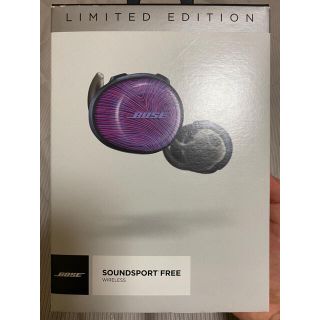 LIMITED EDITION
BOSE
BOSE
SOUNDSPORT FREE
WIRELESS